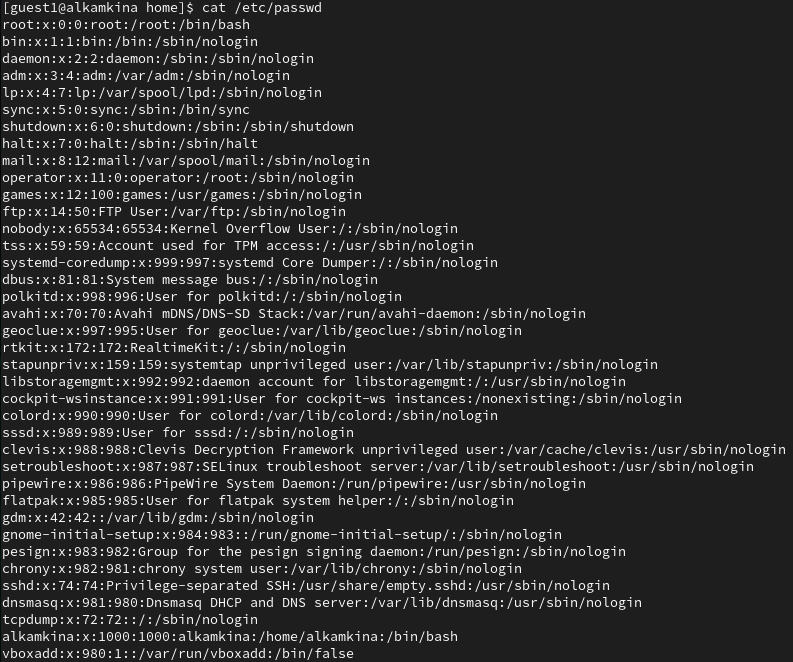 [guest1@alkamkina home]$ cat /etc/passwd
root:x:0:0:root:/root:/bin/bash
bin:x:1:1:bin:/bin:/sbin/nologin
daemon:x:2:2:daemon:/sbin:/sbin/nologin
adm:x:3:4:adm:/var/adm:/sbin/nologin
lp:x:4:7:lp:/var/spool/lpd:/sbin/nologin
sync:x:5:0:sync:/sbin:/bin/sync
shutdown:x:6:0:shutdown:/sbin:/sbin/shutdown
halt:x:7:0:halt:/sbin:/sbin/halt
mail:x:8:12:mail:/var/spool/mail:/sbin/nologin
operator:x:11:0:operator:/root:/sbin/nologin
games:x:12:100:games:/usr/games:/sbin/nologin
ftp:x:14:50:FTP User:/var/ftp:/sbin/nologin
nobody:x:65534:65534:Kernel Overflow User:/:/sbin/nologin
tss:x:59:59:Account used for TPM access:/:/usr/sbin/nologin
systemd-coredump:x:999:997:systemd Core Dumper:/:/sbin/nologin
dbus:x:81:81:System message bus:/:/sbin/nologin
polkitd:x:998:996:User for polkitd:/:/sbin/nologin
avahi:x:70:70:Avahi mDNS/DNS-SD Stack:/var/run/avahi-daemon:/sbin/nologin
geoclue:x:997:995:User for geoclue:/var/lib/geoclue:/sbin/nologin
rtkit:x:172:172:RealtimeKit:/:/sbin/nologin
stapunpriv:x:159:159:systemtap unprivileged user:/var/lib/stapunpriv:/sbin/nologin
libstoragemgmt:x:992:992:daemon account for libstoragemgmt:/:/usr/sbin/nologin
cockpit-wsinstance:x:991:991:User for cockpit-ws instances:/nonexisting:/sbin/nologin
colord:x:990:990:User for colord:/var/lib/colord:/sbin/nologin
sssd:x:989:989:User for sssd:/:/sbin/nologin
clevis:x:988:988:Clevis Decryption Framework unprivileged user:/var/cache/clevis:/usr/sbin/nologin
setroubleshoot:x:987:987:SELinux troubleshoot server:/var/lib/setroubleshoot:/usr/sbin/nologin
pipewire:x:986:986:PipeWire System Daemon:/run/pipewire:/usr/sbin/nologin
flatpak:x:985:985:User for flatpak system helper:/:/sbin/nologin
gdm:x:42:42::/var/lib/gdm:/sbin/nologin
gnome-initial-setup:x:984:983::/run/gnome-initial-setup/:/sbin/nologin
pesign:x:983:982:Group for the pesign signing daemon:/run/pesign:/sbin/nologin
chrony:x:982:981:chrony system user:/var/lib/chrony:/sbin/nologin
sshd:x:74:74:Privilege-separated SSH:/usr/share/empty.sshd:/usr/sbin/nologin
dnsmasq:x:981:980:Dnsmasq DHCP and DNS server:/var/lib/dnsmasq:/usr/sbin/nologin
tcpdump:x:72:72::/:/sbin/nologin
alkamkina:x:1000:1000:alkamkina:/home/alkamkina:/bin/bash
vboxadd:x:980:1::/var/run/vboxadd:/bin/false